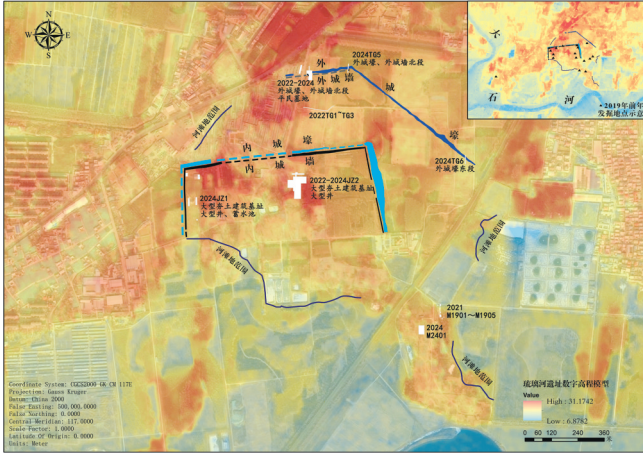 N
W E
S
外
2024TG5
外城壕、外城墙北段
2022-2024
外城壕、外城墙北段
平民墓地
外 城 墙
城
壕
河滩地范围
2022TG1~TG3
内 城 壕
内 城 墙
2024TG6
外城壕东段
2022-2024JZ2
大型夯土建筑基址
大型井
2024JZ1
大型夯土建筑基址
大型井、蓄水池
河滩地范围
河滩地范围
2021
M1901~M1905
2024
M2401
河滩地范围
大
石
河
•2019年前年
发掘地点示意
Coordinate System: CGCS2000 GK CM 117E
Projection: Gauss Kruger
Datum: China 2000
False Easting: 500,000.0000
False Northing: 0.0000
Central Meridian: 117.0000
Scale Factor: 1.0000
Latitude Of Origin: 0.0000
Units: Meter
琉璃河遗址数字高程模型
Value
High : 31.1742
Low : 6.8782
0 60 120 240 360
米